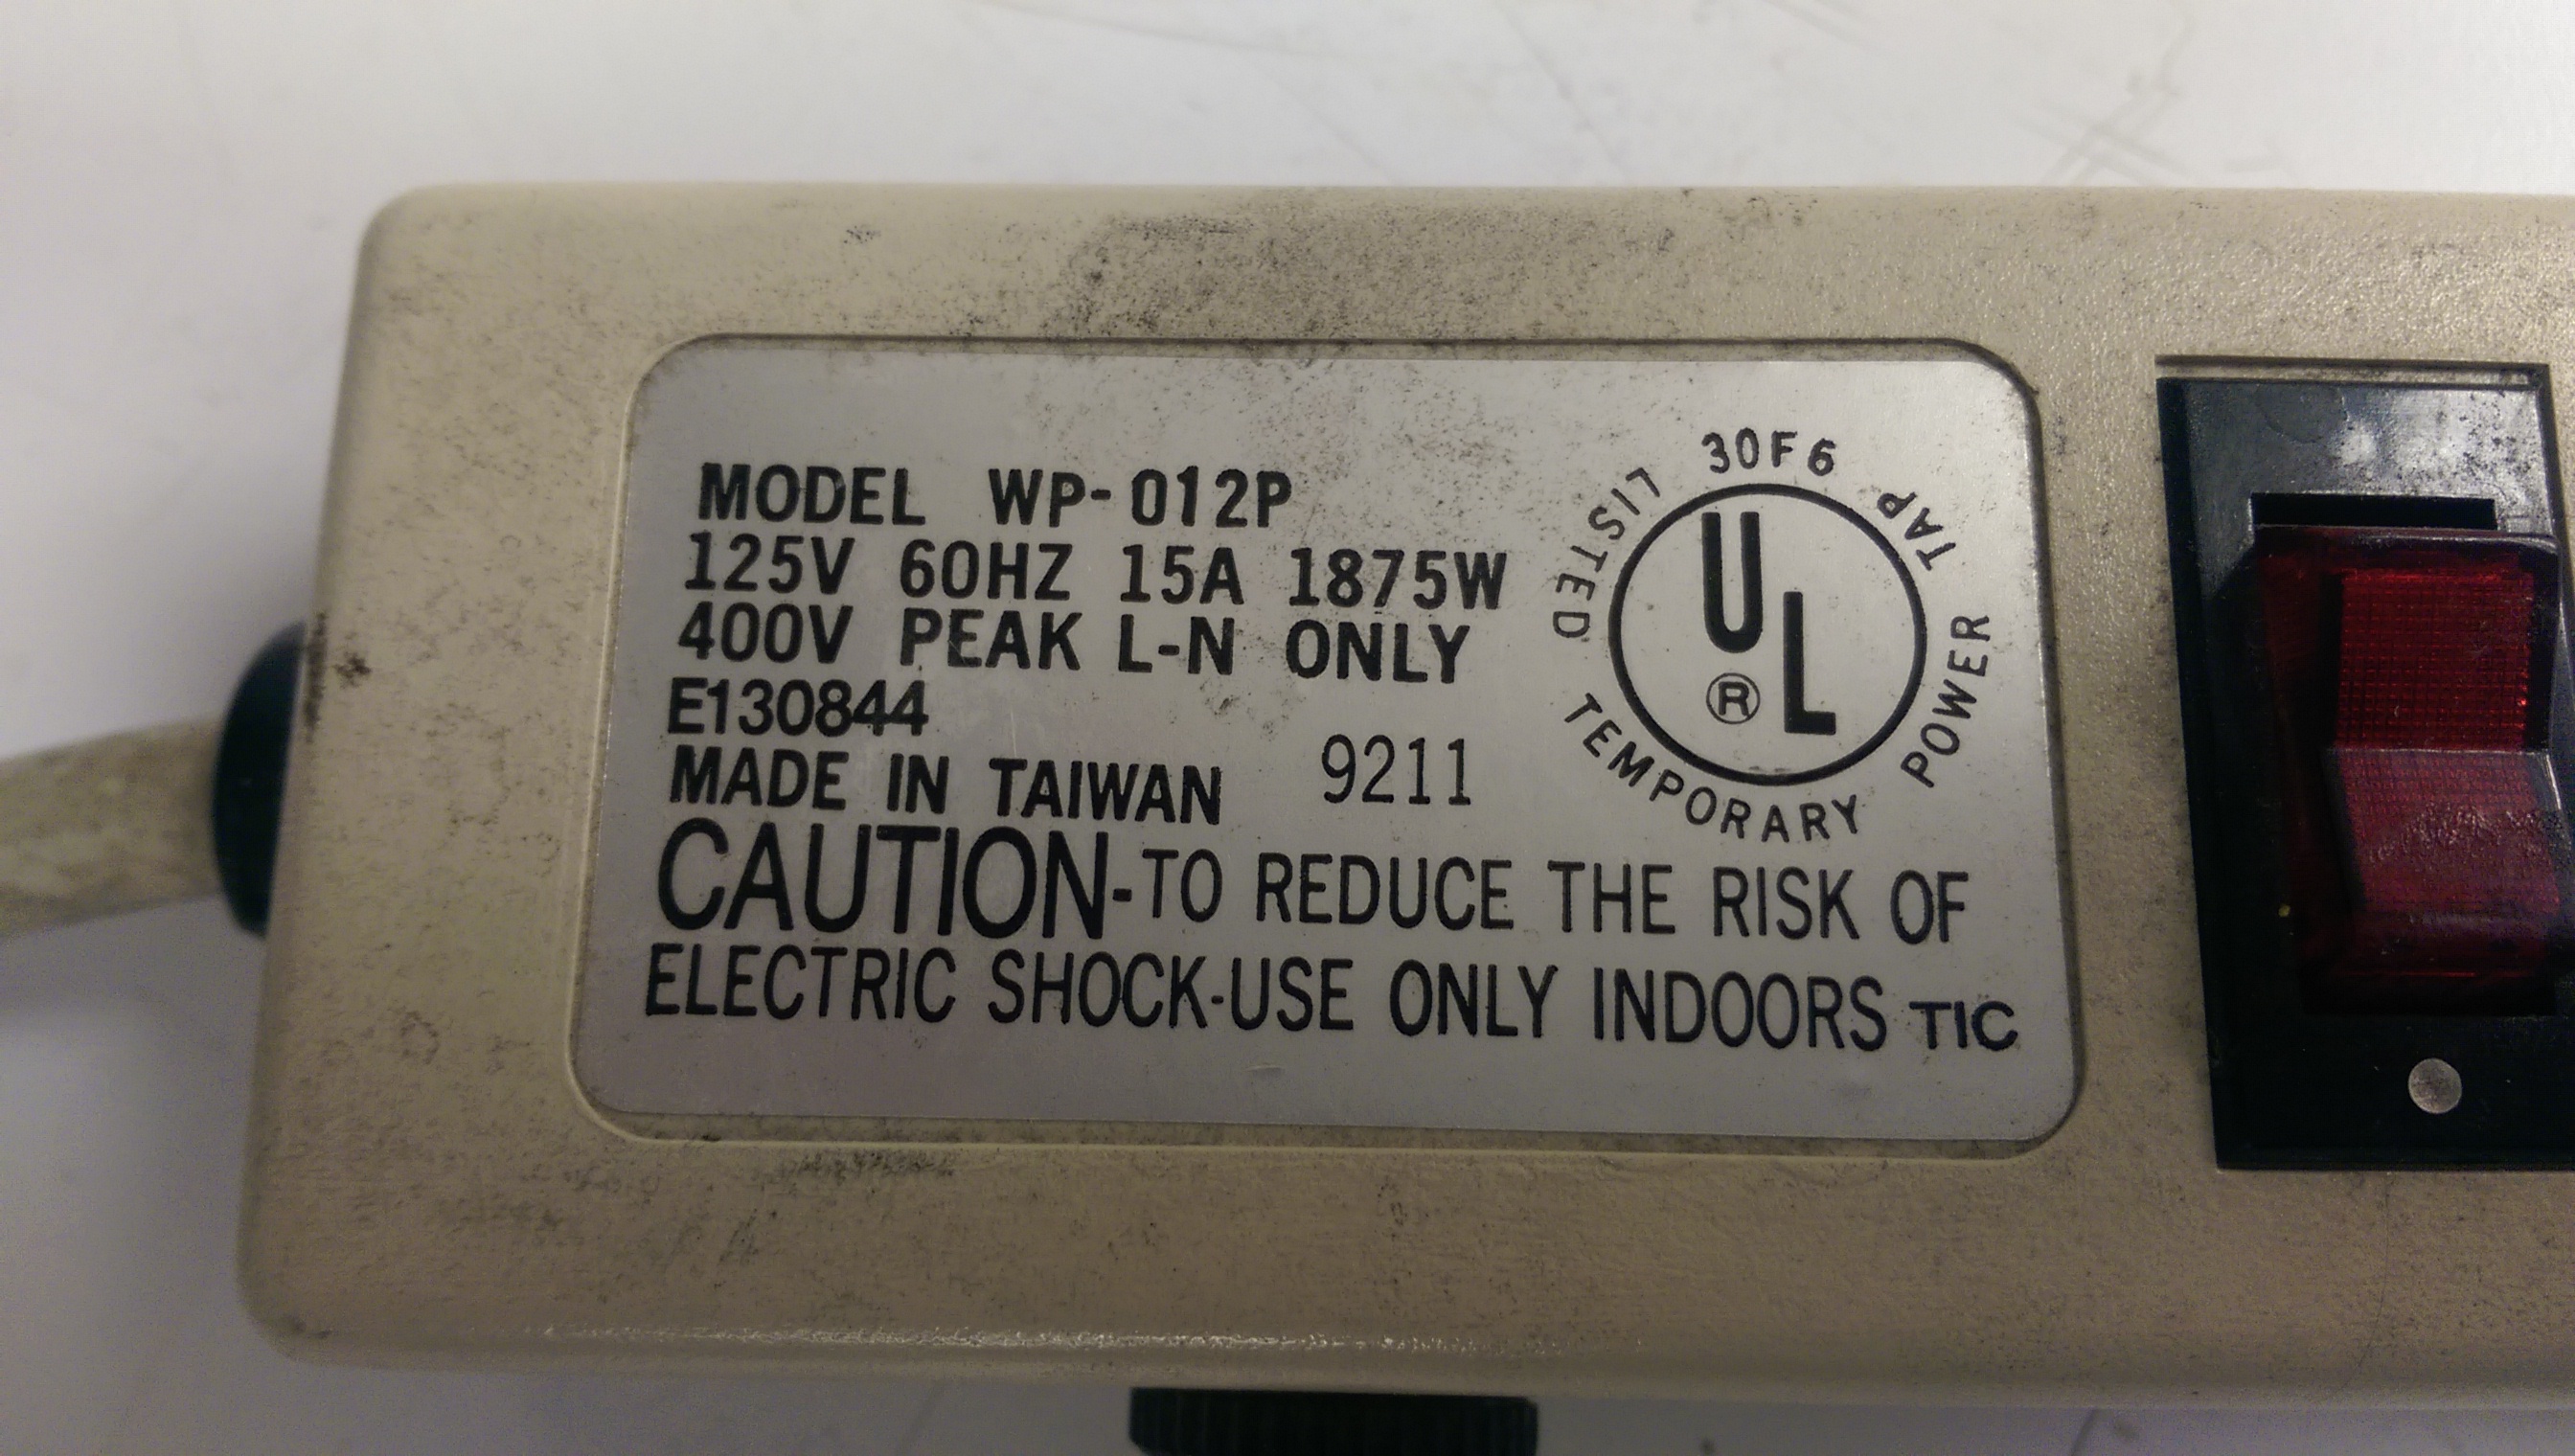 MODEL WP-012P
125V 60HZ 15A 1875W
400V PEAK L-N ONLY
E130844
MADE IN TAIWAN 9211
CAUTION-TO REDUCE THE RISK OF
ELECTRIC SHOCK-USE ONLY INDOORS TIC
LISTED 30F6 TAP
UL
®
TEMPORARY POWER